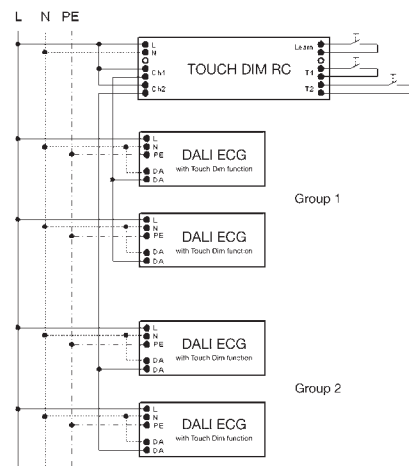 L N PE
L
N
Learn
TOUCH DIM RC
Ch1
T1
Ch2
T2
L
N
PE
DALI ECG
with Touch Dim function
DA
DA
Group 1
L
N
PE
DALI ECG
with Touch Dim function
DA
DA
L
N
PE
DALI ECG
with Touch Dim function
DA
DA
Group 2
L
N
PE
DALI ECG
with Touch Dim function
DA
DA